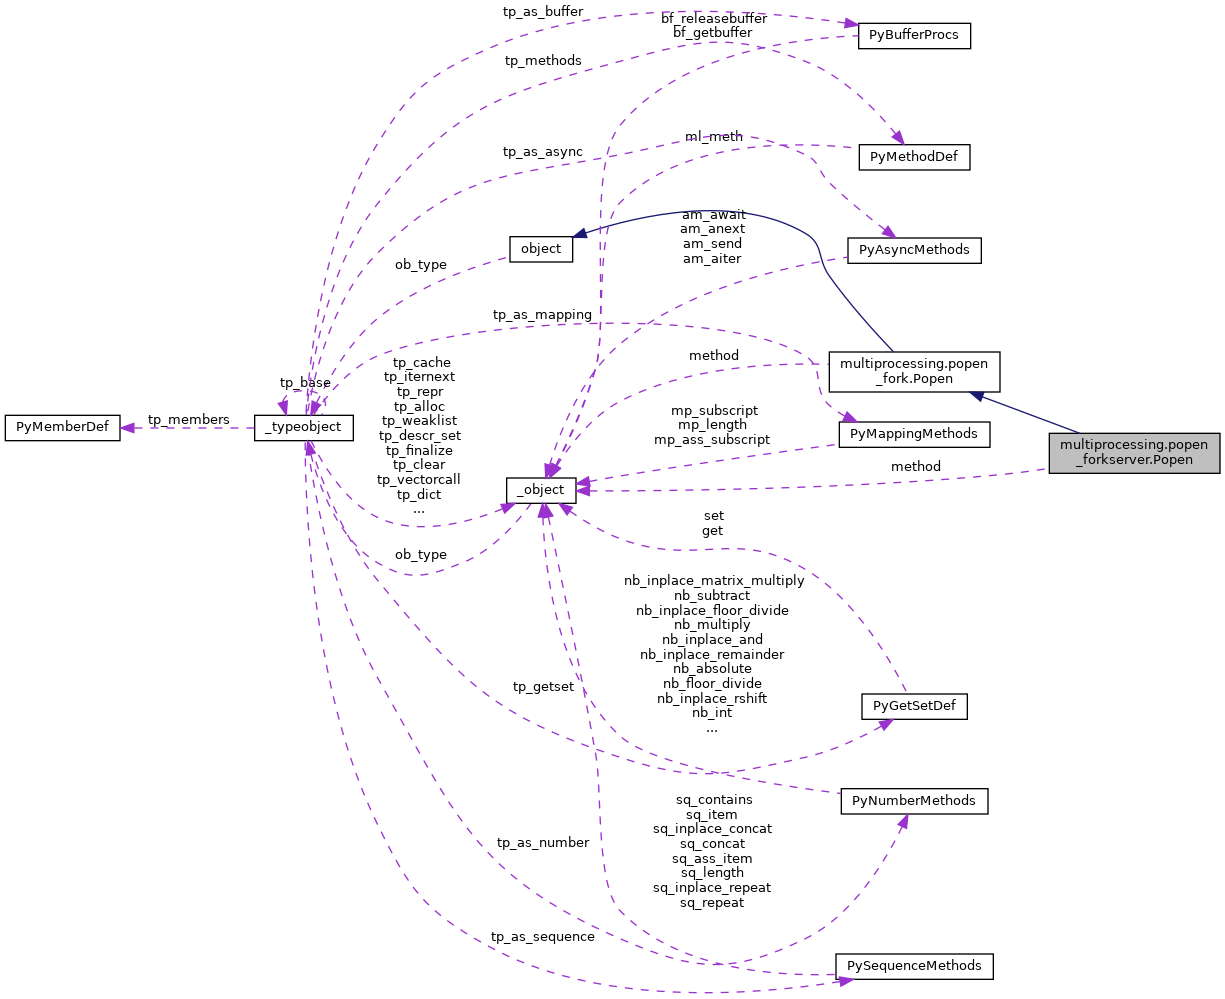 tp_as_buffer
bf_releasebuffer
bf_getbuffer
PyBufferProcs
tp_methods
ml_meth
tp_as_async
PyMethodDef
am_await
am_anext
am_send
am_aiter
object
PyAsyncMethods
ob_type
tp_as_mapping
method
multiprocessing.popen
_fork.Popen
tp_base
tp_cache
tp_iternext
tp_repr
tp_alloc
tp_weaklist
tp_descr_set
tp_finalize
tp_clear
tp_vectorcall
tp_dict
...
PyMemberDef
tp_members
_typeobject
mp_subscript
mp_length
mp_ass_subscript
PyMappingMethods
multiprocessing.popen
_forkserver.Popen
method
_object
set
get
ob_type
nb_inplace_matrix_multiply
nb_subtract
nb_inplace_floor_divide
nb_multiply
nb_inplace_and
nb_inplace_remainder
nb_absolute
nb_floor_divide
nb_inplace_rshift
nb_int
...
tp_getset
PyGetSetDef
PyNumberMethods
sq_contains
sq_item
sq_inplace_concat
sq_concat
sq_ass_item
sq_length
sq_inplace_repeat
sq_repeat
tp_as_number
tp_as_sequence
PySequenceMethods